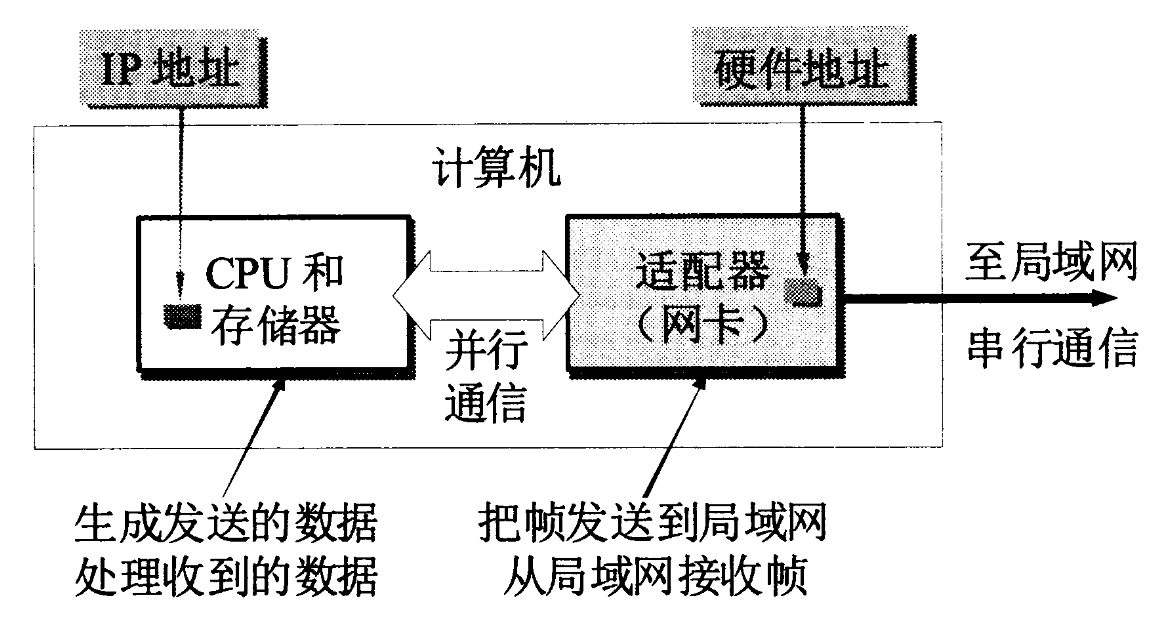 IP 地址
硬件地址
计算机
CPU 和
存储器
并行
通信
适配器
（网卡）
至局域网
串行通信
生成发送的数据
处理收到的数据
把帧发送到局域网
从局域网接收帧